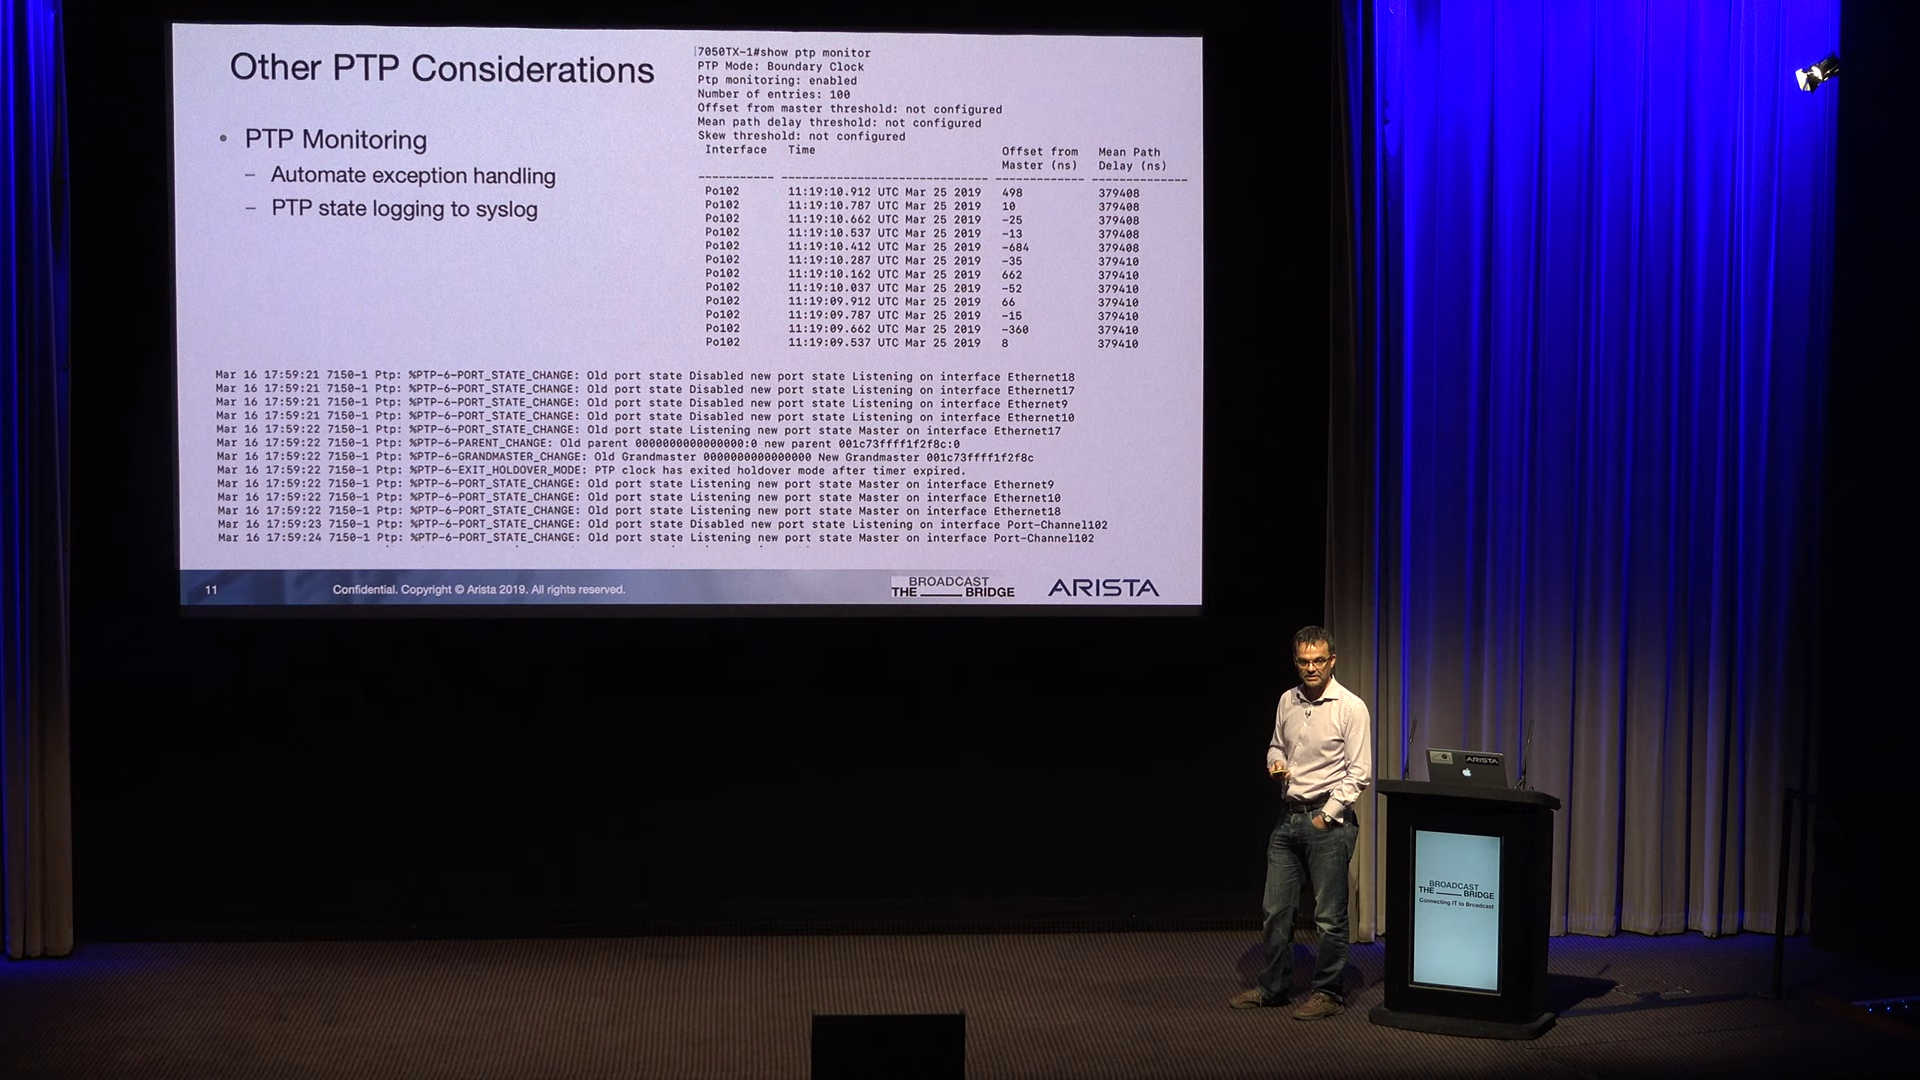 Other PTP Considerations
• PTP Monitoring
– Automate exception handling
– PTP state logging to syslog
7050TX-1#show ptp monitor
PTP Mode: Boundary Clock
Ptp monitoring: enabled
Number of entries: 100
Offset from master threshold: not configured
Mean path delay threshold: not configured
Skew threshold: not configured
Interface Time Offset from Mean Path
Master (ns) Delay (ns)
----------- ------------------------------ ------------- --------------
Po102 11:19:10.912 UTC Mar 25 2019 498 379408
Po102 11:19:10.787 UTC Mar 25 2019 10 379408
Po102 11:19:10.662 UTC Mar 25 2019 -25 379408
Po102 11:19:10.537 UTC Mar 25 2019 -13 379408
Po102 11:19:10.412 UTC Mar 25 2019 -684 379408
Po102 11:19:10.287 UTC Mar 25 2019 -35 379410
Po102 11:19:10.162 UTC Mar 25 2019 662 379410
Po102 11:19:10.037 UTC Mar 25 2019 -52 379410
Po102 11:19:09.912 UTC Mar 25 2019 66 379410
Po102 11:19:09.787 UTC Mar 25 2019 -15 379410
Po102 11:19:09.662 UTC Mar 25 2019 -360 379410
Po102 11:19:09.537 UTC Mar 25 2019 8 379410
Mar 16 17:59:21 7150-1 Ptp: %PTP-6-PORT_STATE_CHANGE: Old port state Disabled new port state Listening on interface Ethernet18
Mar 16 17:59:21 7150-1 Ptp: %PTP-6-PORT_STATE_CHANGE: Old port state Disabled new port state Listening on interface Ethernet17
Mar 16 17:59:21 7150-1 Ptp: %PTP-6-PORT_STATE_CHANGE: Old port state Disabled new port state Listening on interface Ethernet9
Mar 16 17:59:21 7150-1 Ptp: %PTP-6-PORT_STATE_CHANGE: Old port state Disabled new port state Listening on interface Ethernet10
Mar 16 17:59:22 7150-1 Ptp: %PTP-6-PORT_STATE_CHANGE: Old port state Listening new port state Master on interface Ethernet17
Mar 16 17:59:22 7150-1 Ptp: %PTP-6-PARENT_CHANGE: Old parent 0000000000000000:0 new parent 001c73ffff1f2f8c:0
Mar 16 17:59:22 7150-1 Ptp: %PTP-6-GRANDMASTER_CHANGE: Old Grandmaster 0000000000000000 New Grandmaster 001c73ffff1f2f8c
Mar 16 17:59:22 7150-1 Ptp: %PTP-6-EXIT_HOLDOVER_MODE: PTP clock has exited holdover mode after timer expired.
Mar 16 17:59:22 7150-1 Ptp: %PTP-6-PORT_STATE_CHANGE: Old port state Listening new port state Master on interface Ethernet9
Mar 16 17:59:22 7150-1 Ptp: %PTP-6-PORT_STATE_CHANGE: Old port state Listening new port state Master on interface Ethernet10
Mar 16 17:59:22 7150-1 Ptp: %PTP-6-PORT_STATE_CHANGE: Old port state Listening new port state Master on interface Ethernet18
Mar 16 17:59:23 7150-1 Ptp: %PTP-6-PORT_STATE_CHANGE: Old port state Disabled new port state Listening on interface Port-Channel102
Mar 16 17:59:24 7150-1 Ptp: %PTP-6-PORT_STATE_CHANGE: Old port state Listening new port state Master on interface Port-Channel102
11 Confidential. Copyright © Arista 2019. All rights reserved.
BROADCAST
THE BRIDGE
ARISTA
ARISTA
BROADCAST
THE BRIDGE
Connecting IT to Broadcast